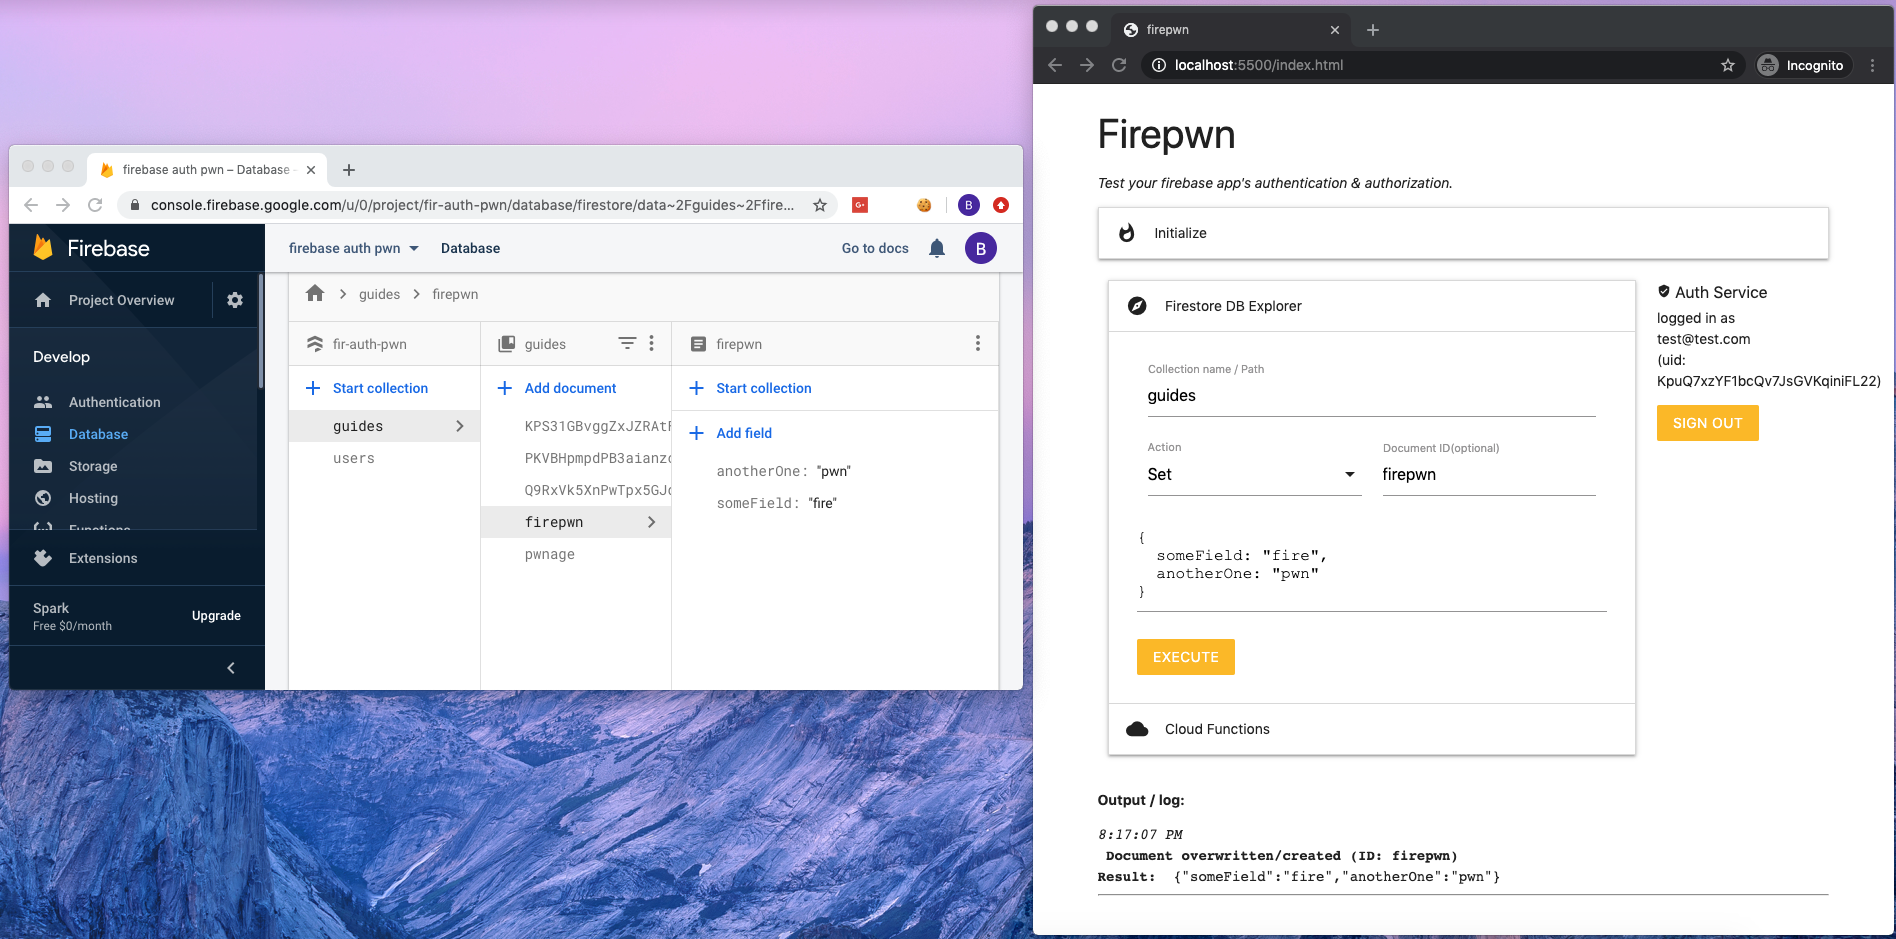 firebase auth pwn – Database -
console.firebase.google.com/u/0/project/fir-auth-pwn/database/firestore/data~2Fguides~2Ffire...
B
Firebase
firebase auth pwn
Database
Go to docs
B
Project Overview
guides
firepwn
Develop
Authentication
Database
Storage
Hosting
Functions
Extensions
Spark
Free $0/month
Upgrade
fir-auth-pwn
Start collection
guides
users
guides
Add document
KPS31GBvggZxJZRAt
PKVBHpmpdPB3aianz
Q9RxVk5XnPwTpx5GJ
firepwn
pwnage
firepwn
Start collection
Add field
anotherOne: "pwn"
someField: "fire"
firepwn
localhost:5500/index.html
Incognito
Firepwn
Test your firebase app's authentication & authorization.
Initialize
Firestore DB Explorer
Collection name / Path
guides
Action
Set
Document ID(optional)
firepwn
{
someField: "fire",
anotherOne: "pwn"
}
EXECUTE
Cloud Functions
Auth Service
logged in as
test@test.com
(uid:
KpuQ7xzYF1bcQv7JsGVKqiniFL22)
SIGN OUT
Output / log:
8:17:07 PM
Document overwritten/created (ID: firepwn)
Result: {"someField":"fire","anotherOne":"pwn"}